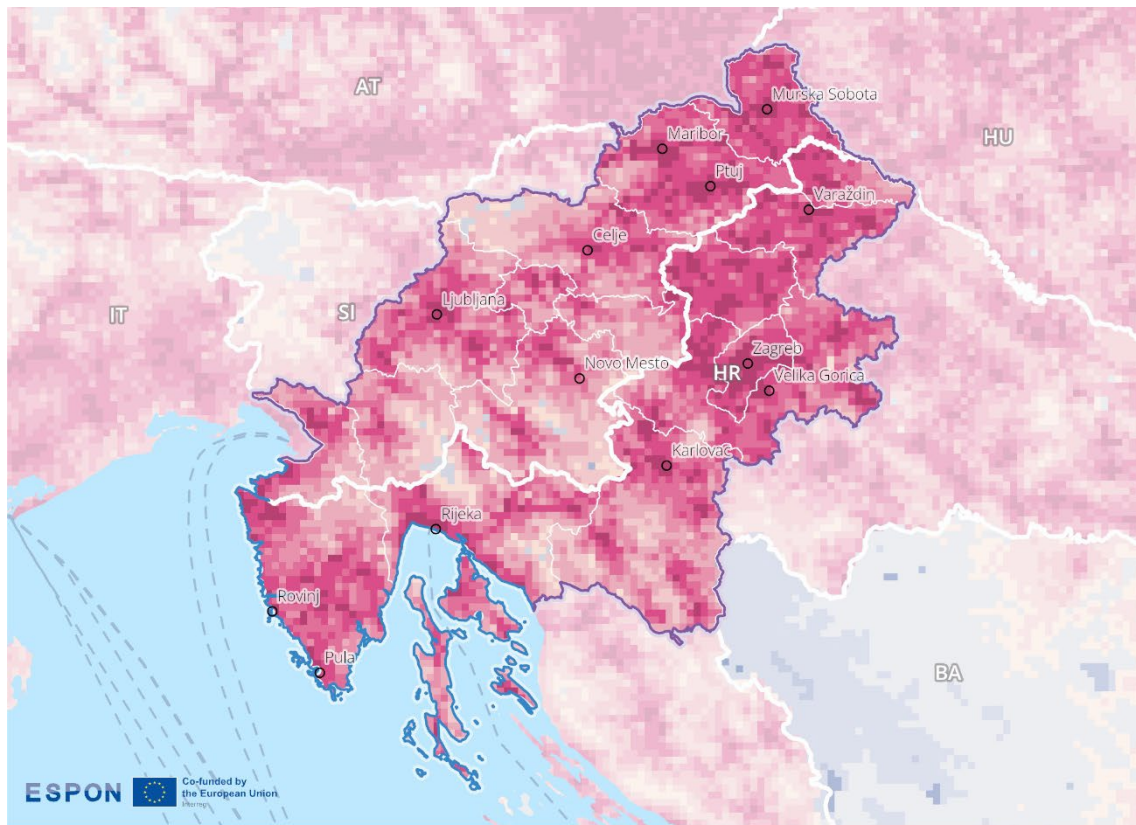 AT
Murska Sobota
Maribor
HU
Ptuj
Varaždin
Celje
Ljubljana
SI
IT
Zagreb
Novo Mesto
HR
Velika Gorica
Karlovac
Rijeka
Rovinj
Pula
BA
ESPON
Co-funded by
the European Union
Interreg